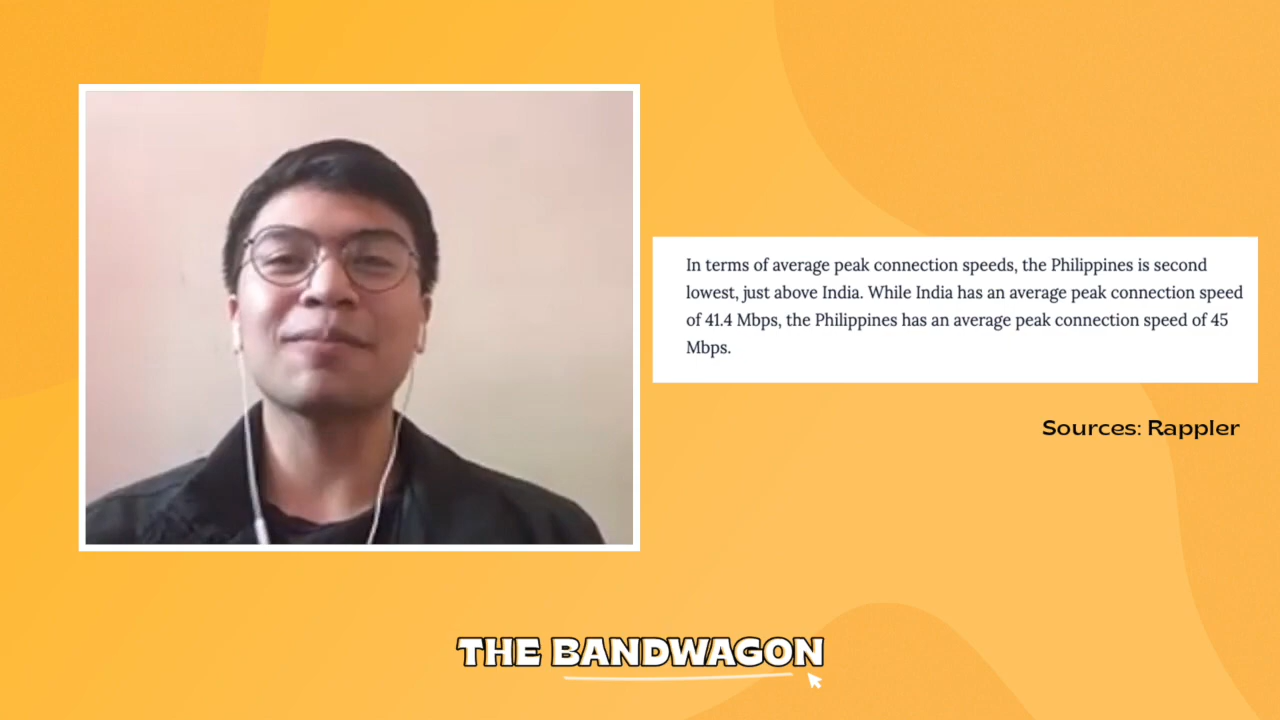 In terms of average peak connection speeds, the Philippines is second
lowest, just above India. While India has an average peak connection speed
of 41.4 Mbps, the Philippines has an average peak connection speed of 45
Mbps.
Sources: Rappler
THE BANDWAGON